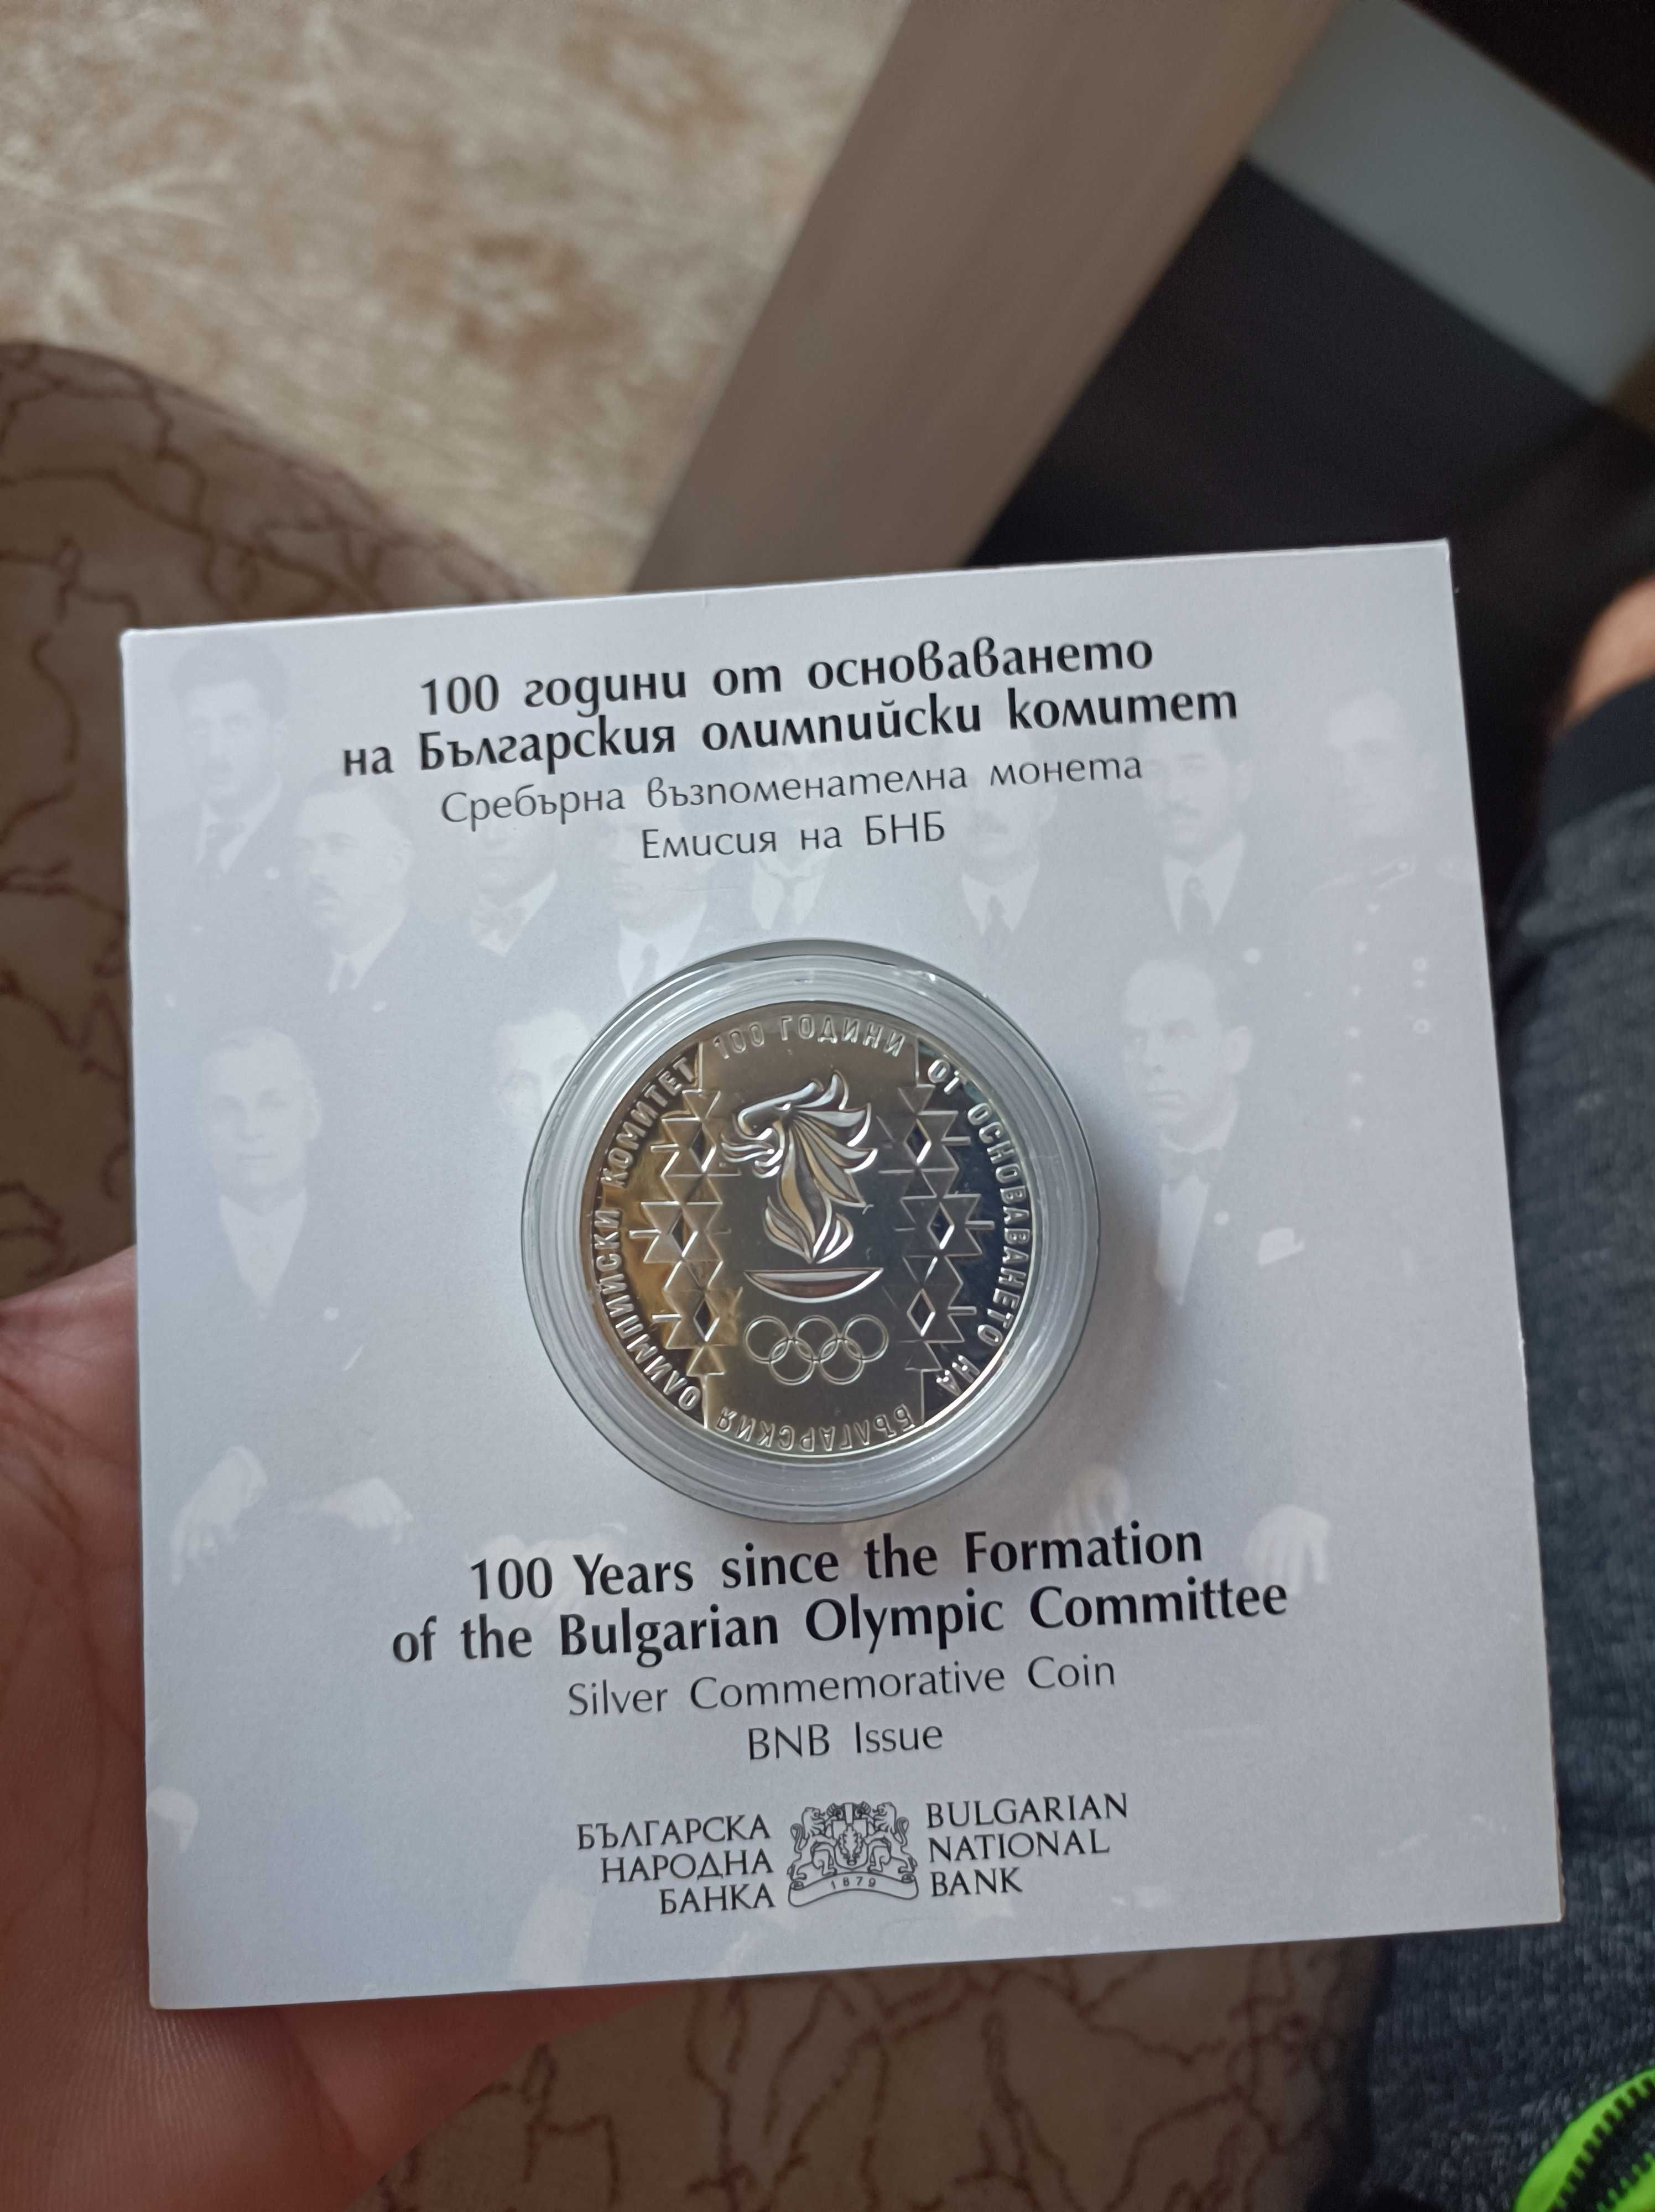 100 години от основаването
на Българския олимпийски комитет
Сребърна възпоменателна монета
Емисия на БНБ
100 ГОДИНИ ОТ ОСНОВАВАНЕТО НА БЪЛГАРСКИЯ ОЛИМПИЙСКИ КОМИТЕТ
100 Years since the Formation
of the Bulgarian Olympic Committee
Silver Commemorative Coin
BNB Issue
БЪЛГАРСКА
НАРОДНА
БАНКА
1879
BULGARIAN
NATIONAL
BANK